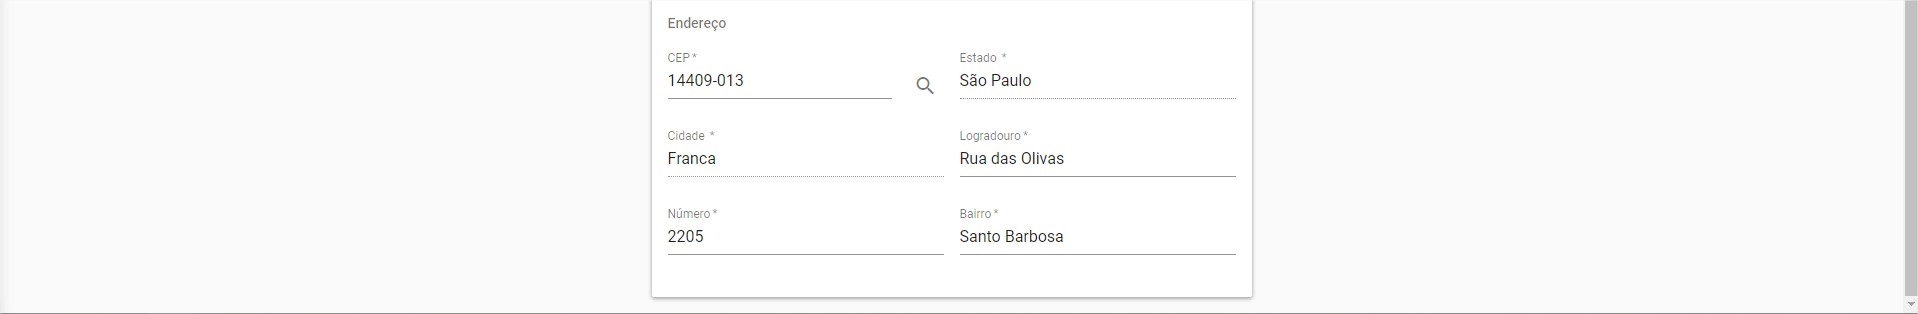 Endereço
CEP *
14409-013
Estado *
São Paulo
Cidade *
Franca
Logradouro *
Rua das Olivas
Número *
2205
Bairro *
Santo Barbosa